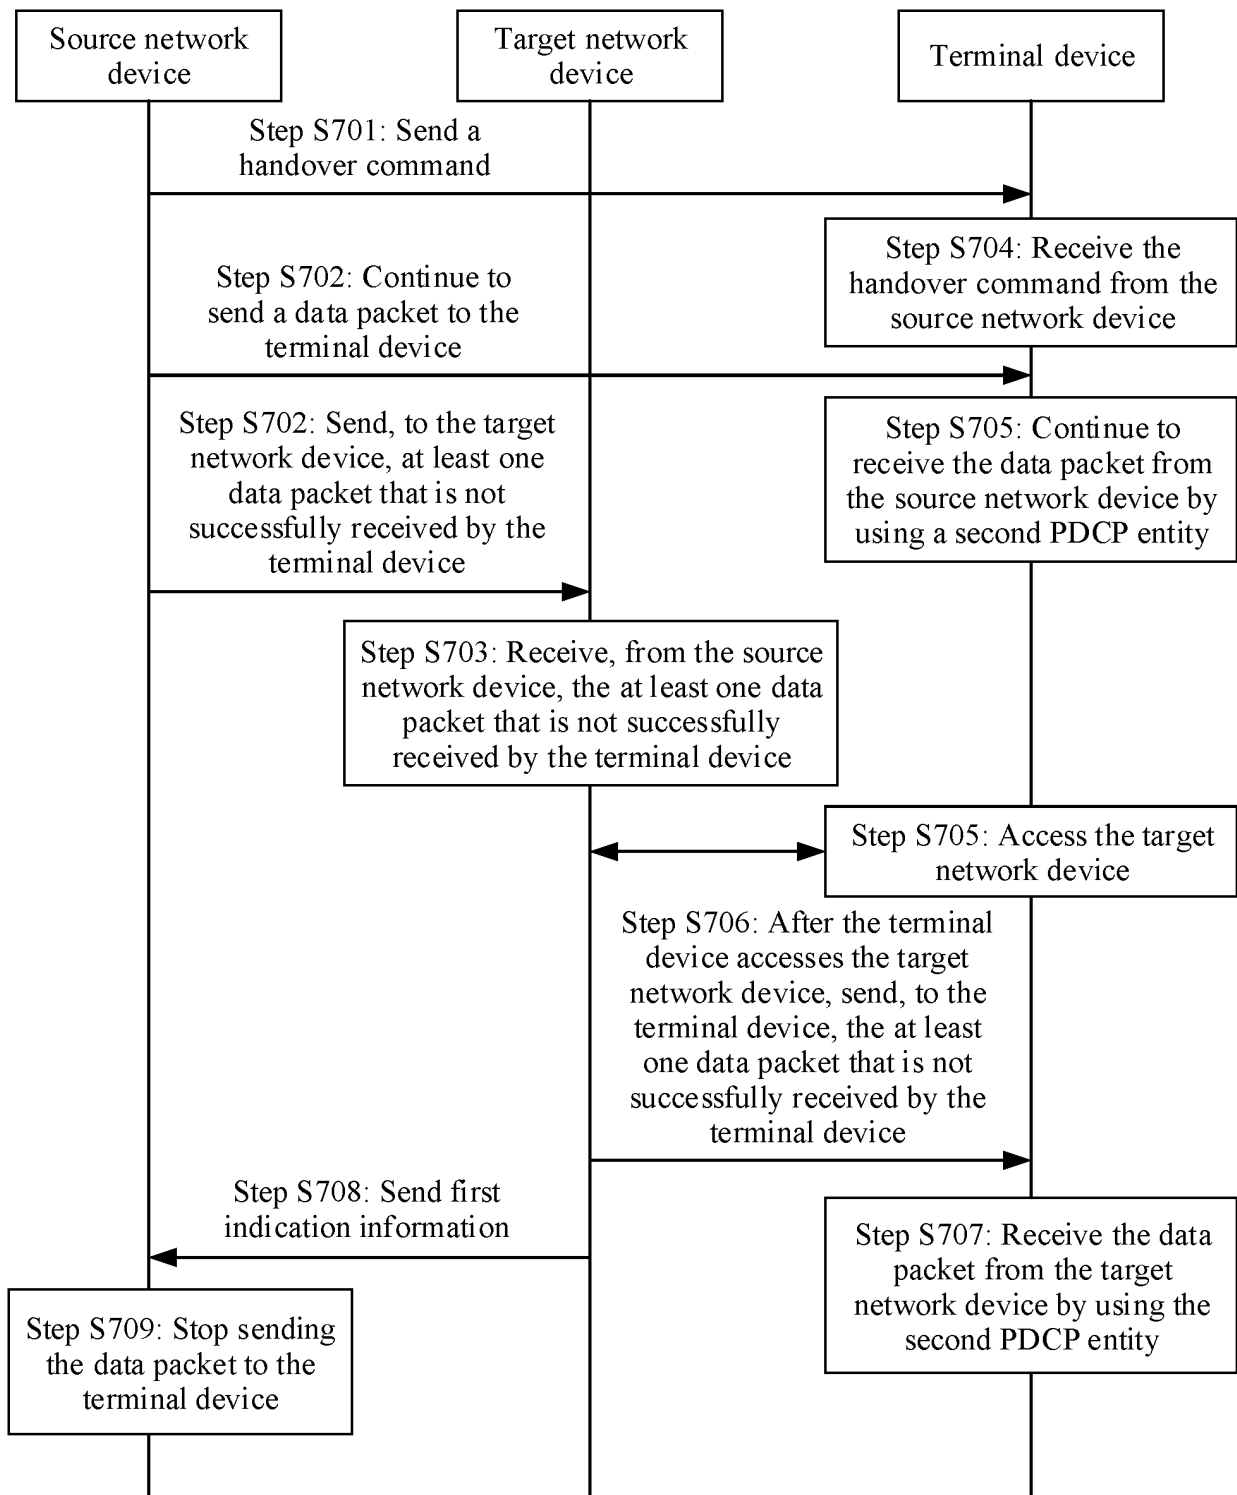 Source network
device
Target network
device
Terminal device
Step S701: Send a
handover command
Step S704: Receive the
handover command from the
source network device
Step S702: Continue to
send a data packet to the
terminal device
Step S702: Send, to the target
network device, at least one
data packet that is not
successfully received by the
terminal device
Step S705: Continue to
receive the data packet from
the source network device by
using a second PDCP entity
Step S703: Receive, from the source
network device, the at least one data
packet that is not successfully
received by the terminal device
Step S705: Access the target
network device
Step S706: After the terminal
device accesses the target
network device, send, to the
terminal device, the at least
one data packet that is not
successfully received by the
terminal device
Step S708: Send first
indication information
Step S707: Receive the data
packet from the target
network device by using the
second PDCP entity
Step S709: Stop sending
the data packet to the
terminal device